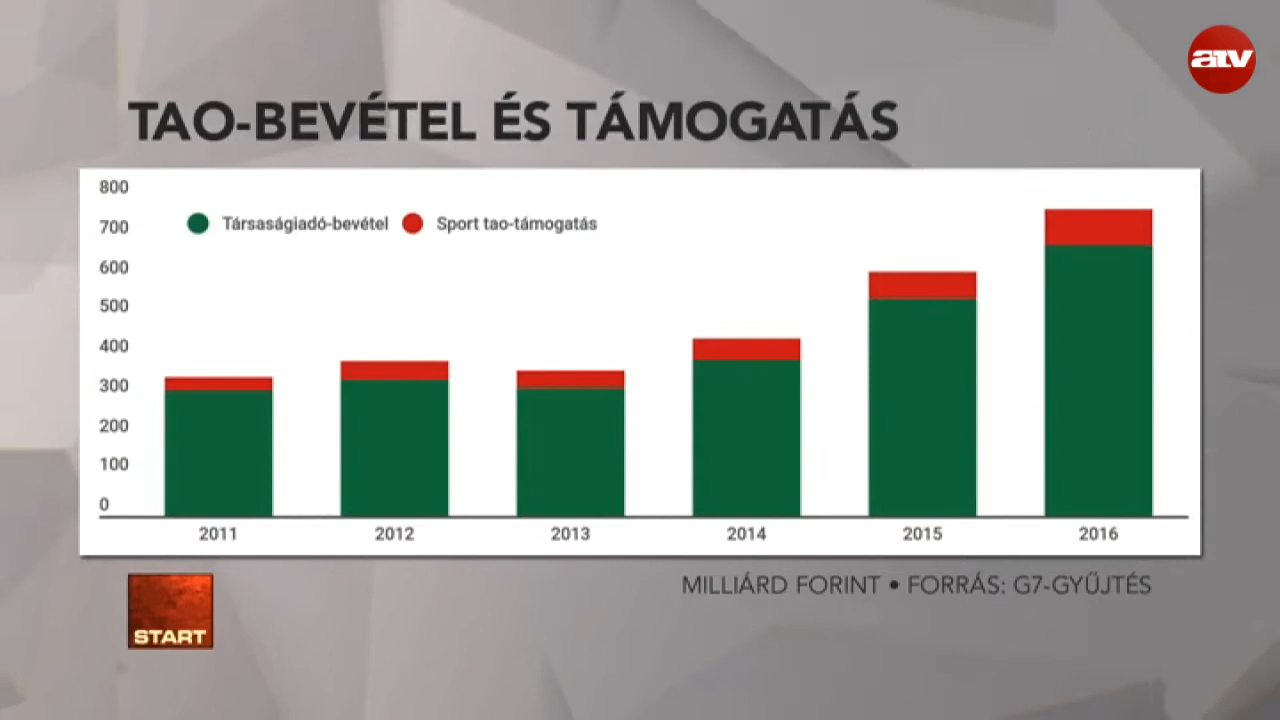 atv
TAO-BEVÉTEL ÉS TÁMOGATÁS
800
700
600
500
400
300
200
100
0
Társaságiadó-bevétel
Sport tao-támogatás
2011
2012
2013
2014
2015
2016
MILLIÁRD FORINT • FORRÁS: G7-GYŰJTÉS
START